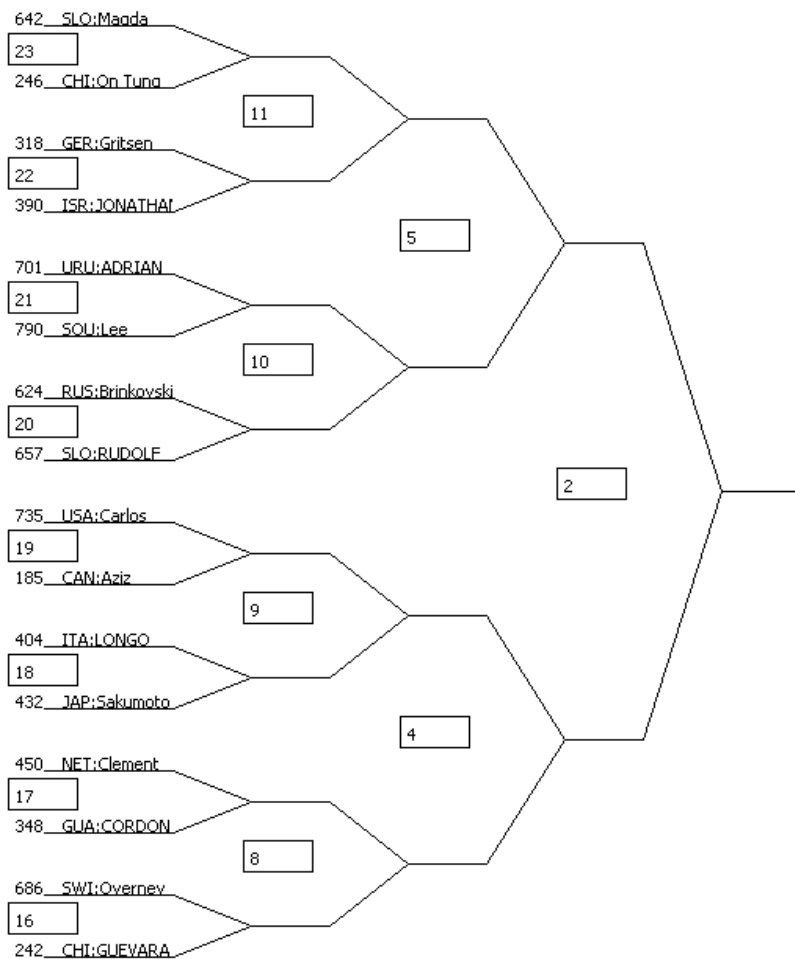 642 SLO:Magda
23
246 CHI:On Tung
11
318 GER:Gritsen
22
390 ISR:JONATHAN
5
701 URU:ADRIAN
21
790 SOU:Lee
10
624 RUS:Brinkovski
20
657 SLO:RUDOLF
2
735 USA:Carlos
19
185 CAN:Aziz
9
404 ITA:LONGO
18
432 JAP:Sakumoto
4
450 NET:Clement
17
348 GUA:CORDON
8
686 SWI:Overney
16
242 CHI:GUEVARA